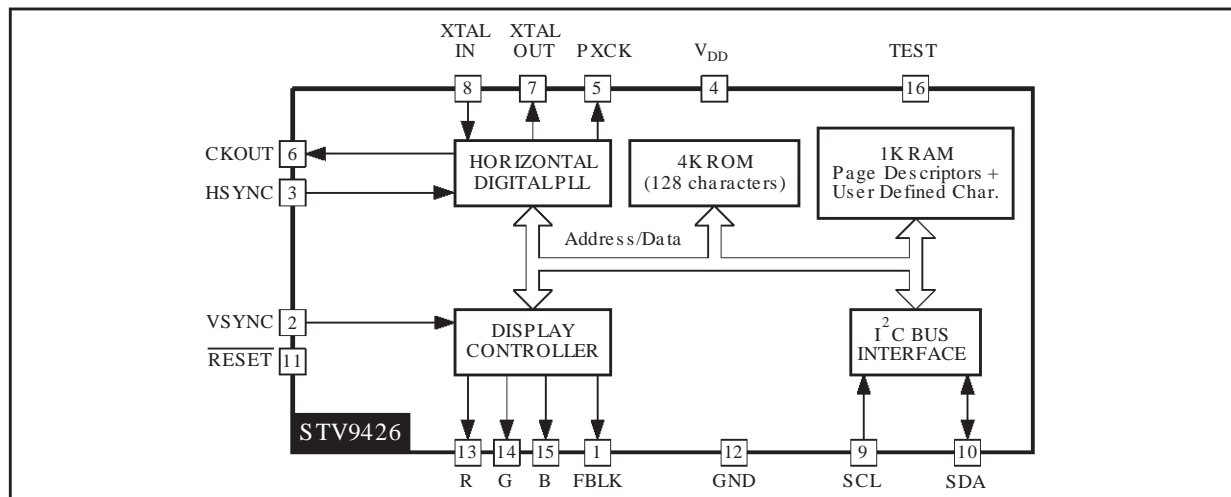 XTAL IN
XTAL OUT
PXCK
VDD
TEST
8
7
5
4
16
CKOUT
6
HSYNC
3
HORIZONTAL
DIGITALPLL
4K ROM
(128 characters)
1K RAM
Page Descriptors +
User Defined Char.
Address/Data
VSYNC
2
RESET
11
DISPLAY
CONTROLLER
I2C BUS
INTERFACE
STV9426
13
14
15
1
12
9
10
R
G
B
FBLK
GND
SCL
SDA